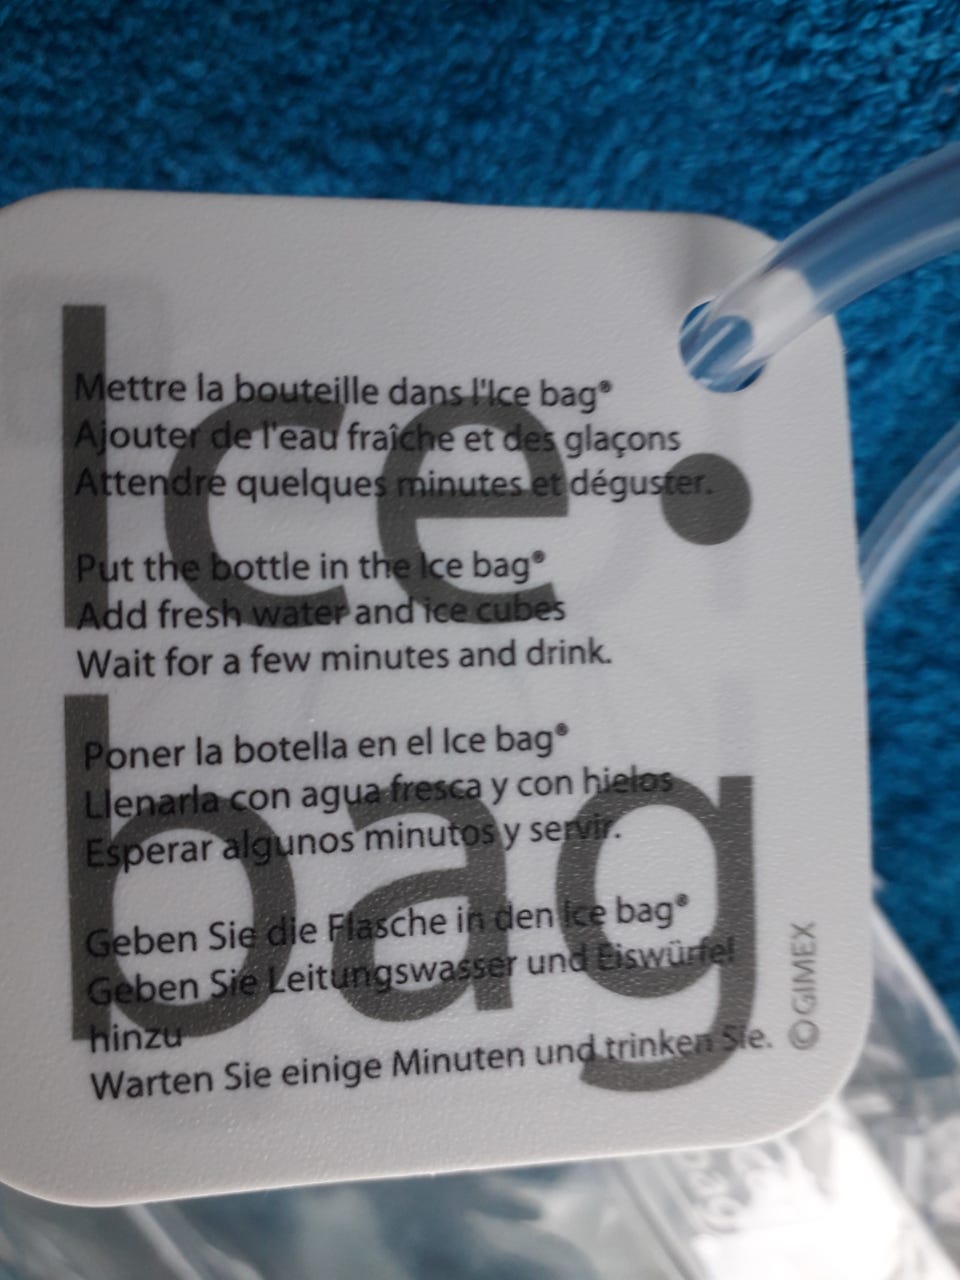 Ice.
bag
Mettre la bouteille dans l'Ice bag®
Ajouter de l'eau fraîche et des glaçons
Attendre quelques minutes et déguster.
Put the bottle in the Ice bag®
Add fresh water and ice cubes
Wait for a few minutes and drink.
Poner la botella en el Ice bag®
Llenarla con agua fresca y con hielos
Esperar algunos minutos y servir.
Geben Sie die Flasche in den Ice bag®
Geben Sie Leitungswasser und Eiswürfel
hinzu
Warten Sie einige Minuten und trinken Sie.
©GIMEX
bag